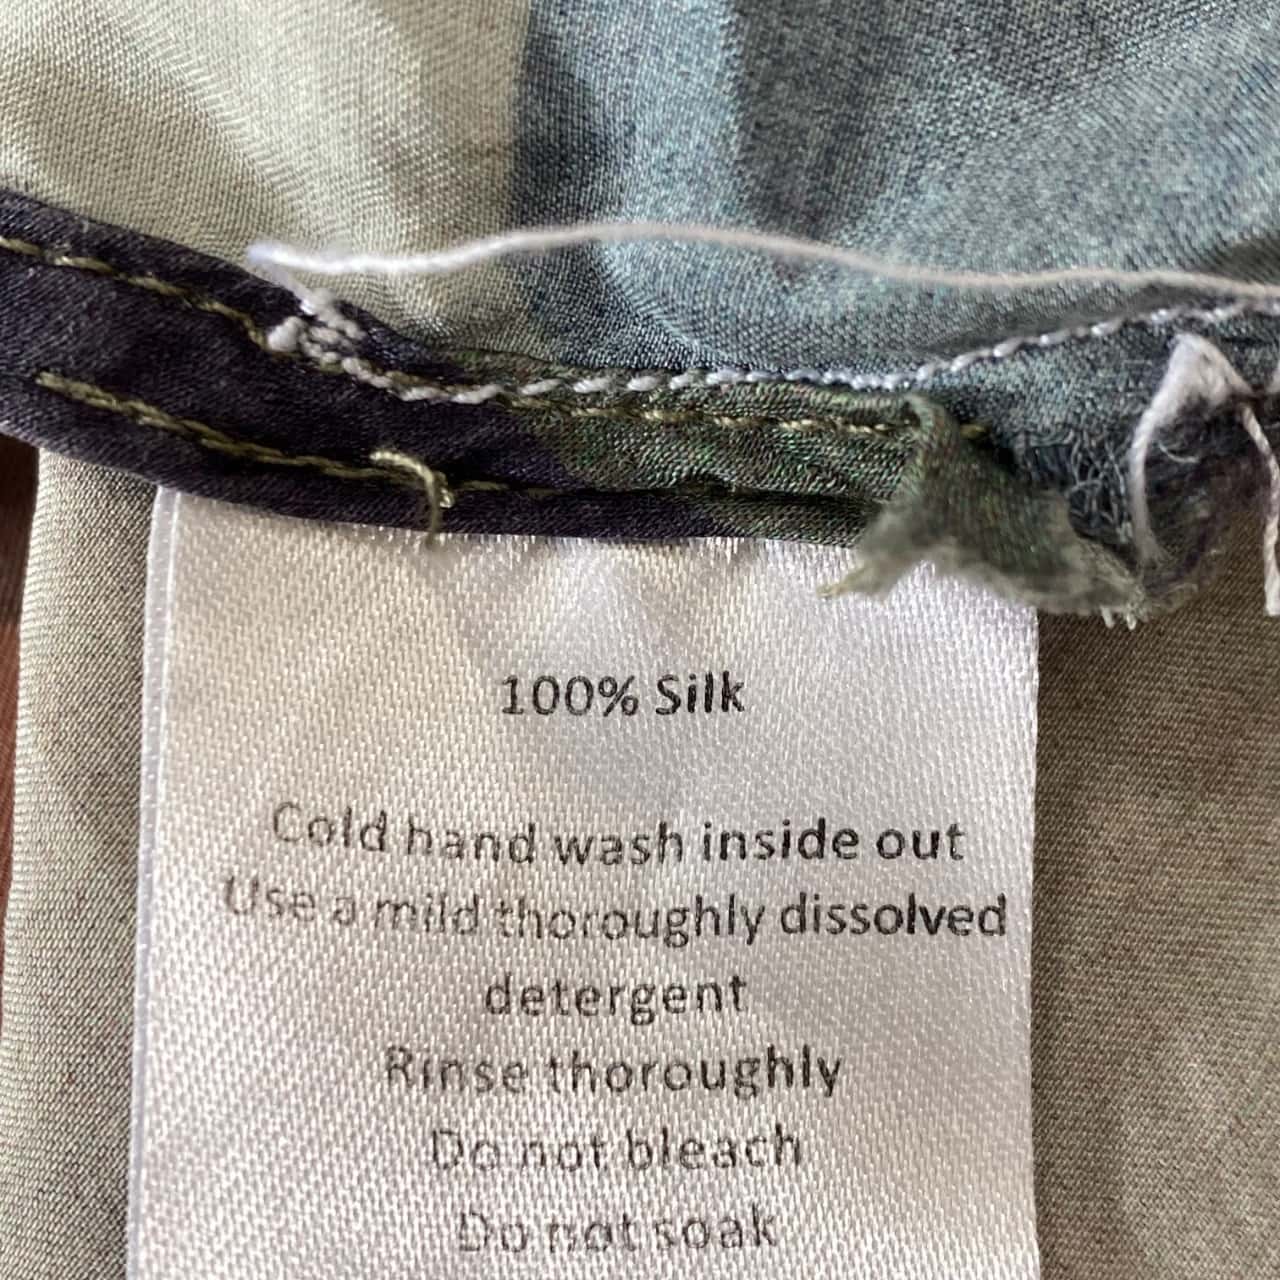 100% Silk
Cold hand wash inside out
Use a mild thoroughly dissolved
detergent
Rinse thoroughly
Do not bleach
Do not soak